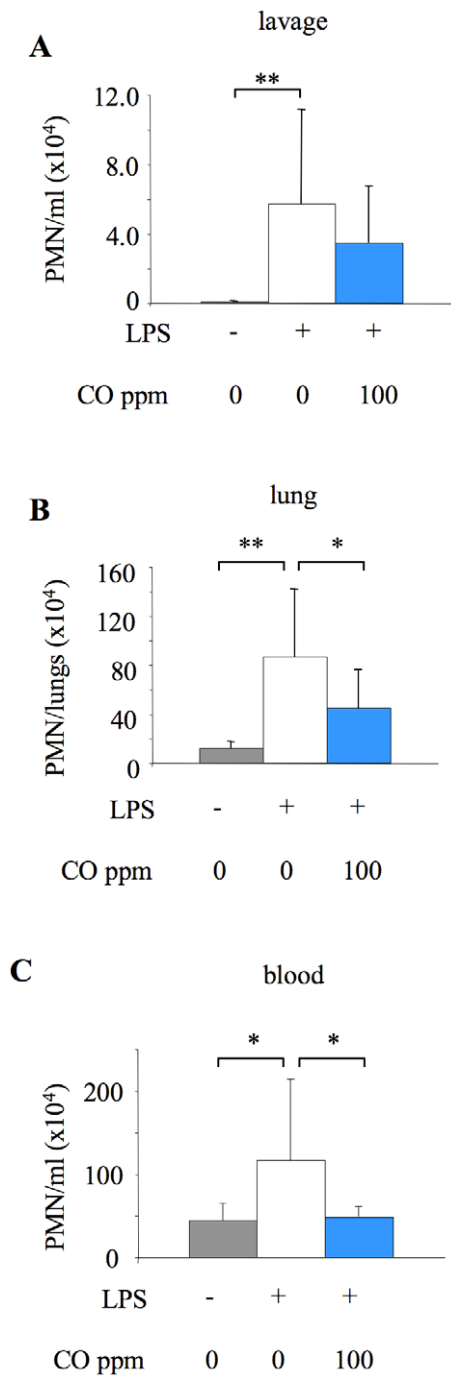 lavage
A
**
12.0
8.0
4.0
0
PMN/ml (x10⁴)
LPS - + +
CO ppm 0 0 100
lung
B
** *
160
120
80
40
0
PMN/lungs (x10⁴)
LPS - + +
CO ppm 0 0 100
C
blood
* *
200
100
0
PMN/ml (x10⁴)
LPS - + +
CO ppm 0 0 100